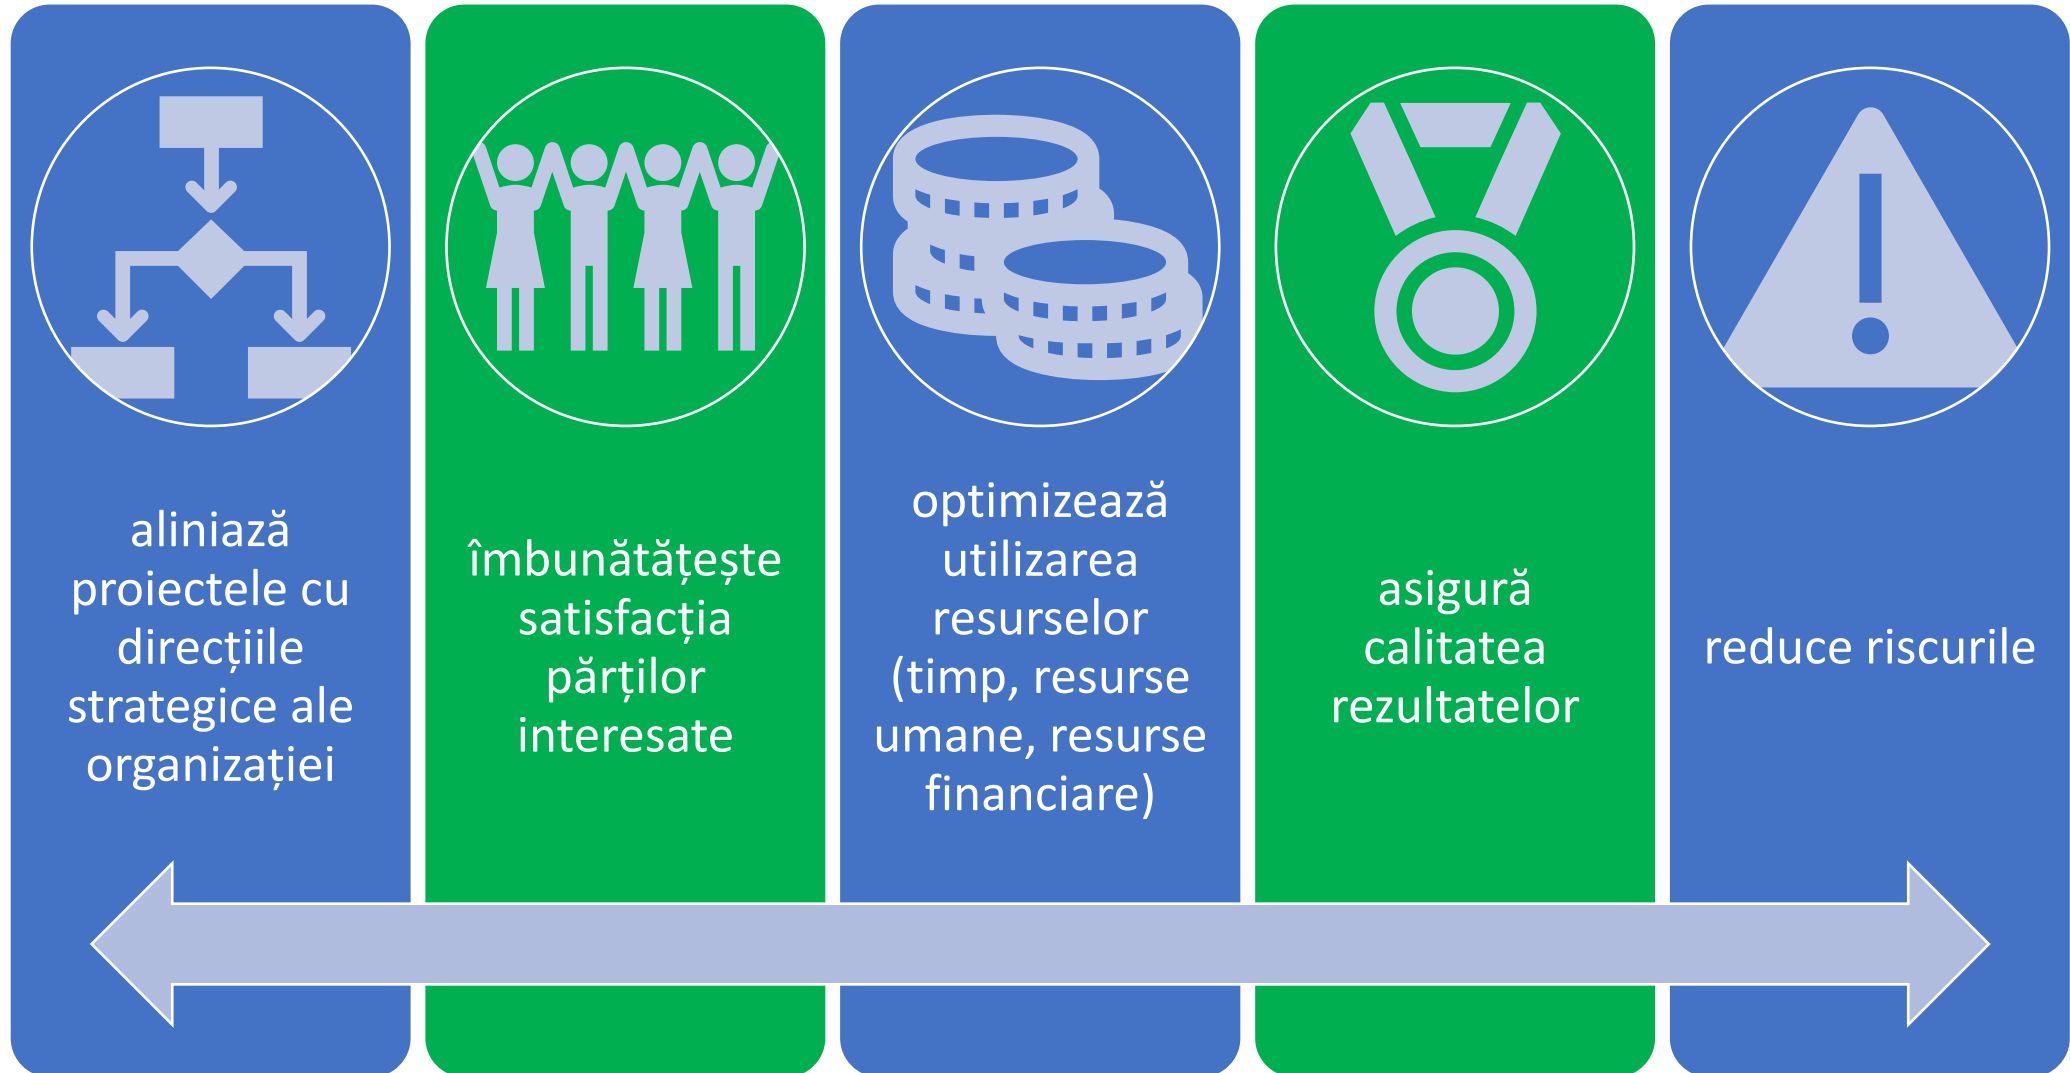 aliniază
proiectele cu
direcțiile
strategice ale
organizației
îmbunătățește
satisfacția
părților
interesate
optimizează
utilizarea
resurselor
(timp, resurse
umane, resurse
financiare)
asigură
calitatea
rezultatelor
reduce riscurile